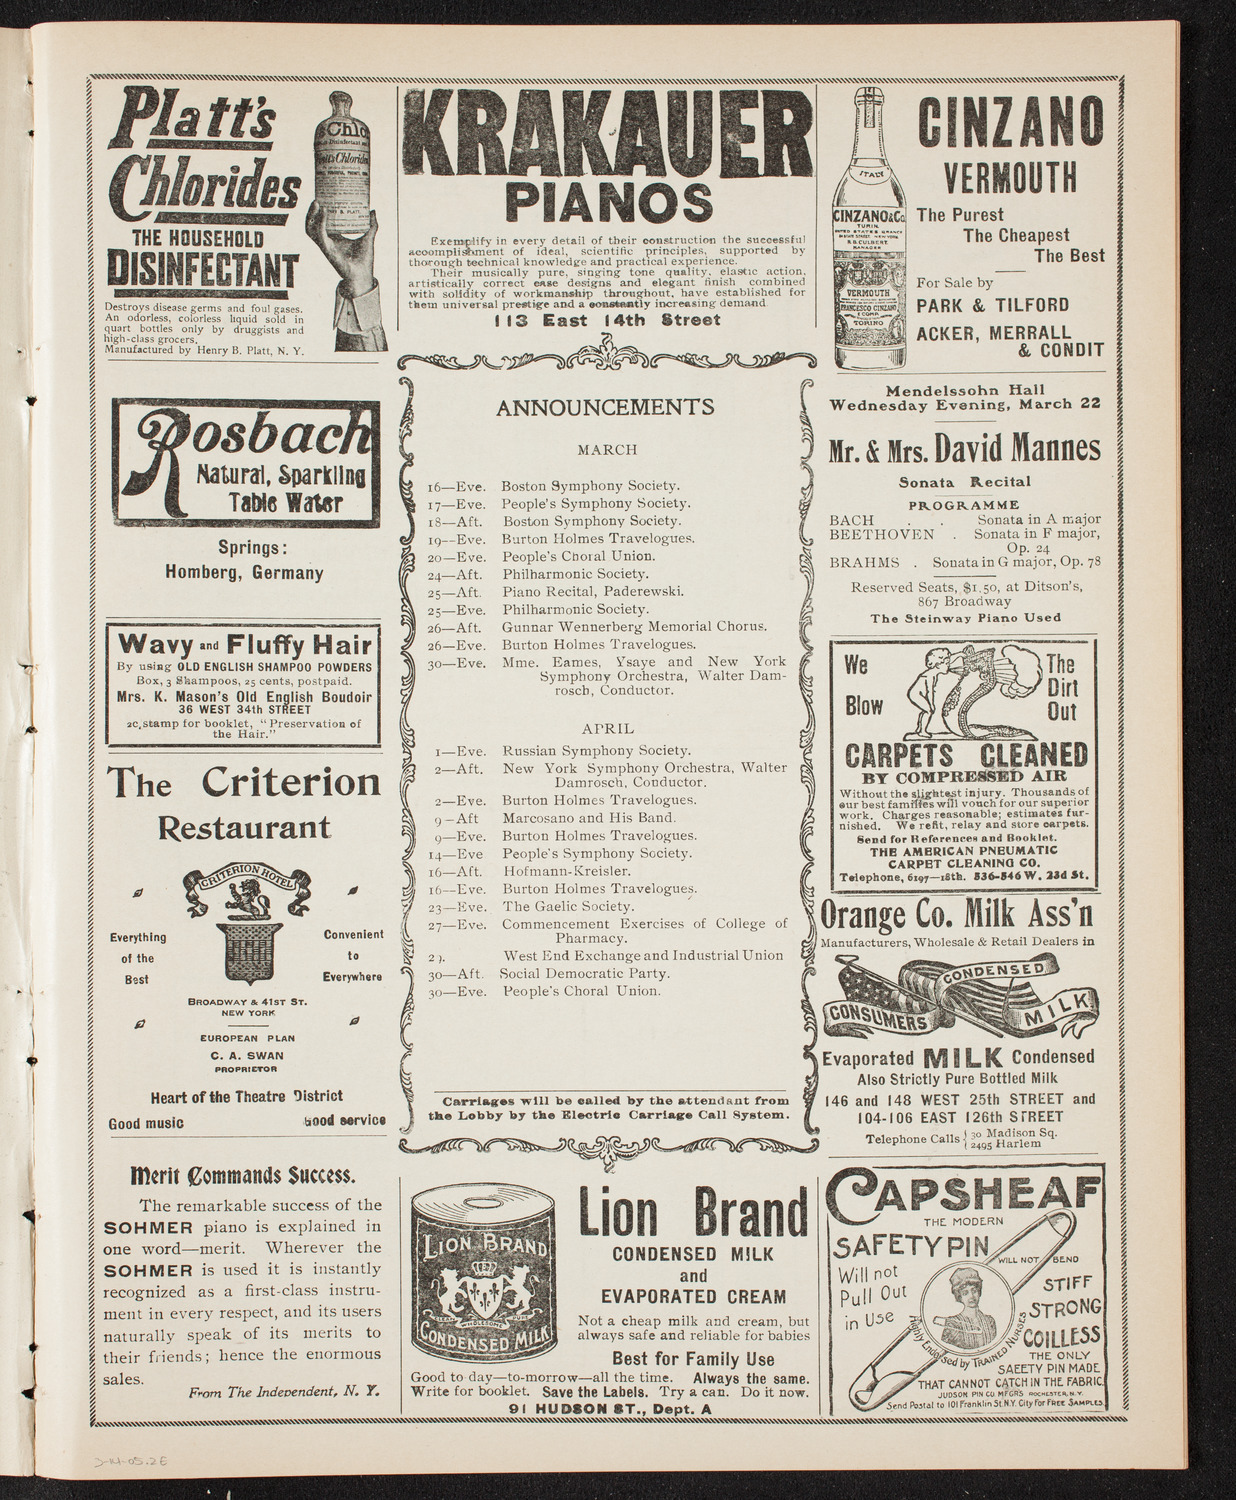 Platt's
Chlorides
THE HOUSEHOLD
DISINFECTANT
Destroys disease germs and foul gases.
An odorless, colorless liquid sold in
quart bottles only by druggists and
high-class grocers.
Manufactured by Henry B. Platt, N. Y.
KRAKAUER
PIANOS
Exemplify in every detail of their construction the successful
accomplishment of ideal, scientific principles, supported by
thorough technical knowledge and practical experience.
Their musically pure, singing tone quality, elastic action,
artistically correct case designs and elegant finish combined
with solidity of workmanship throughout, have established for
them universal prestige and a constantly increasing demand
113 East 14th Street
ITALY
CINZANO & Co.
TURIN
VERMOUTH
FRANCESCO CINZANO
TORINO
CINZANO
VERMOUTH
The Purest
The Cheapest
The Best
For Sale by
PARK & TILFORD
ACKER, MERRALL
& CONDIT
Rosbach
Natural, Sparkling
Table Water
Springs:
Homberg, Germany
Wavy and Fluffy Hair
By using OLD ENGLISH SHAMPOO POWDERS
Box, 3 Shampoos, 25 cents, postpaid.
Mrs. K. Mason's Old English Boudoir
36 WEST 34th STREET
2c. stamp for booklet, "Preservation of
the Hair."
The Criterion
Restaurant
CRITERION HOTEL
Everything
of the
Best
Convenient
to
Everywhere
BROADWAY & 41ST ST.
NEW YORK
EUROPEAN PLAN
C. A. SWAN
PROPRIETOR
Heart of the Theatre District
Good music Good service
Merit Commands Success.
The remarkable success of the
SOHMER piano is explained in
one word—merit. Wherever the
SOHMER is used it is instantly
recognized as a first-class instru-
ment in every respect, and its users
naturally speak of its merits to
their friends; hence the enormous
sales.
From The Independent, N. Y.
ANNOUNCEMENTS
MARCH
16—Eve. Boston Symphony Society.
17—Eve. People's Symphony Society.
18—Aft. Boston Symphony Society.
19—Eve. Burton Holmes Travelogues.
20—Eve. People's Choral Union.
24—Aft. Philharmonic Society.
25—Aft. Piano Recital, Paderewski.
25—Eve. Philharmonic Society.
26—Aft. Gunnar Wennerberg Memorial Chorus.
26—Eve. Burton Holmes Travelogues.
30—Eve. Mme. Eames, Ysaye and New York
Symphony Orchestra, Walter Dam-
rosch, Conductor.
APRIL
1—Eve. Russian Symphony Society.
2—Aft. New York Symphony Orchestra, Walter
Damrosch, Conductor.
2—Eve. Burton Holmes Travelogues.
9—Aft Marcosano and His Band.
9—Eve. Burton Holmes Travelogues.
14—Eve People's Symphony Society.
16—Aft. Hofmann-Kreisler.
16—Eve. Burton Holmes Travelogues.
23—Eve. The Gaelic Society.
27—Eve. Commencement Exercises of College of
Pharmacy.
West End Exchange and Industrial Union
30—Aft. Social Democratic Party.
30—Eve. People's Choral Union.
Carriages will be called by the attendant from
the Lobby by the Electric Carriage Call System.
LION BRAND
CONDENSED MILK
Lion Brand
CONDENSED MILK
and
EVAPORATED CREAM
Not a cheap milk and cream, but
always safe and reliable for babies
Best for Family Use
Good to day—to-morrow—all the time. Always the same.
Write for booklet. Save the Labels. Try a can. Do it now.
91 HUDSON ST., Dept. A
Mendelssohn Hall
Wednesday Evening, March 22
Mr. & Mrs. David Mannes
Sonata Recital
PROGRAMME
BACH . . Sonata in A major
BEETHOVEN . Sonata in F major,
Op. 24
BRAHMS . Sonata in G major, Op. 78
Reserved Seats, $1.50, at Ditson's,
867 Broadway
The Steinway Piano Used
We
Blow
The
Dirt
Out
CARPETS CLEANED
BY COMPRESSED AIR
Without the slightest injury. Thousands of
our best families will vouch for our superior
work. Charges reasonable; estimates fur-
nished. We refit, relay and store carpets.
Send for References and Booklet.
THE AMERICAN PNEUMATIC
CARPET CLEANING CO.
Telephone, 6197—18th. 536-546 W. 23d St.
Orange Co. Milk Ass'n
Manufacturers, Wholesale & Retail Dealers in
CONSUMERS
CONDENSED
MILK
Evaporated MILK Condensed
Also Strictly Pure Bottled Milk
146 and 148 WEST 25th STREET and
104-106 EAST 126th STREET
Telephone Calls { 30 Madison Sq.
2495 Harlem
CAPSHEAF
THE MODERN
SAFETY PIN
WILL NOT BEND
Will not
Pull Out
in Use
STIFF
STRONG
COILLESS
Highly Endorsed by TRAINED NURSES
THE ONLY
SAFETY PIN MADE
THAT CANNOT CATCH IN THE FABRIC.
JUDSON PIN CO. MFGRS ROCHESTER, N.Y.
Send Postal to 101 Franklin St. N.Y. City For FREE SAMPLES
3-14-05.2E